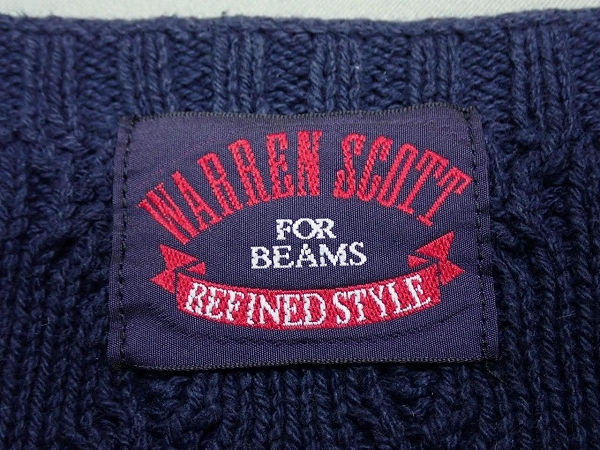 WARREN SCOTT
FOR
BEAMS
REFINED STYLE